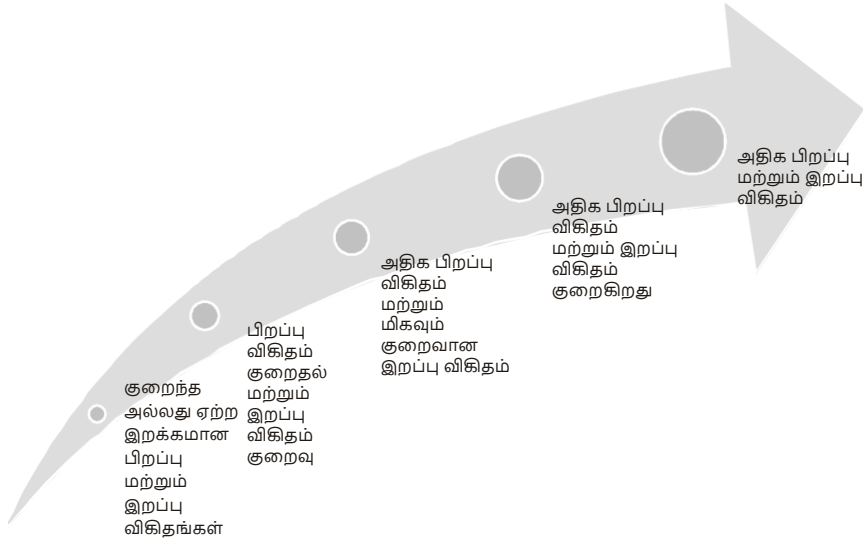 குறைந்த
அல்லது ஏற்ற
இறக்கமான
பிறப்பு
மற்றும்
இறப்பு
விகிதங்கள்
பிறப்பு
விகிதம்
குறைதல்
மற்றும்
இறப்பு
விகிதம்
குறைவு
அதிக பிறப்பு
விகிதம்
மற்றும்
மிகவும்
குறைவான
இறப்பு விகிதம்
அதிக பிறப்பு
விகிதம்
மற்றும் இறப்பு
விகிதம்
குறைகிறது
அதிக பிறப்பு
மற்றும் இறப்பு
விகிதம்